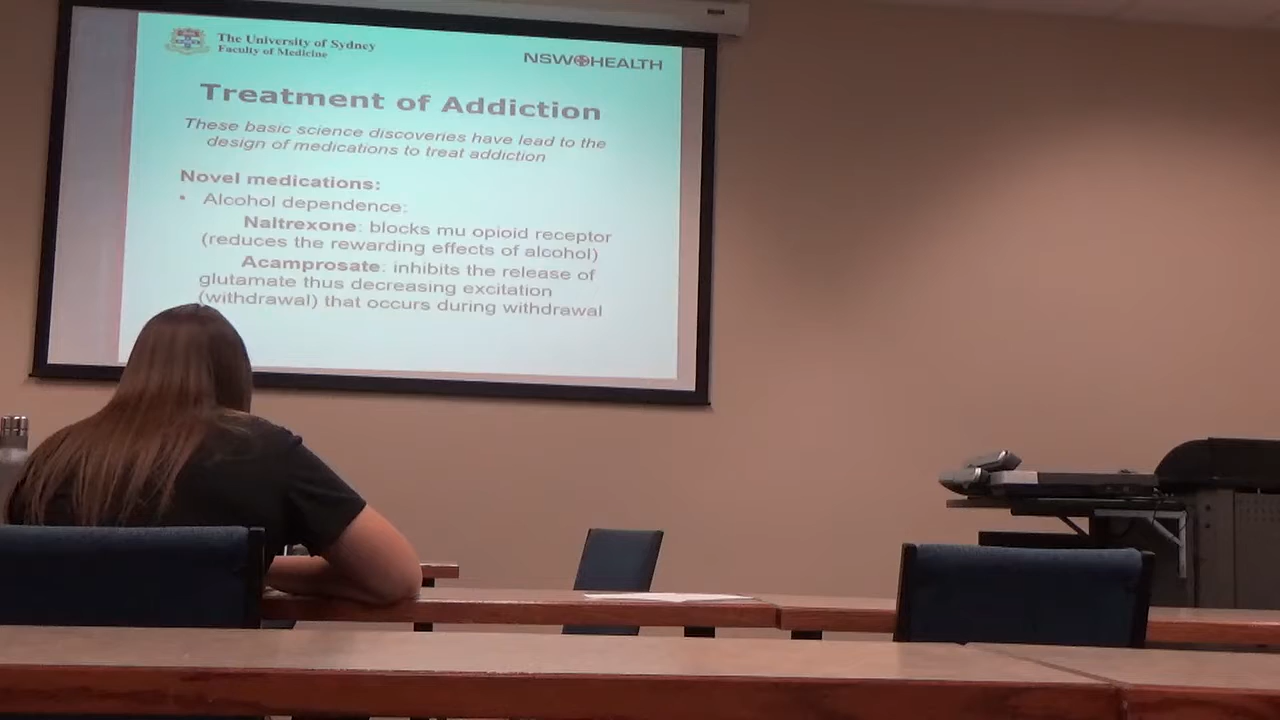 The University of Sydney
Faculty of Medicine
NSW HEALTH
Treatment of Addiction
These basic science discoveries have lead to the
design of medications to treat addiction
Novel medications:
• Alcohol dependence:
Naltrexone: blocks mu opioid receptor
(reduces the rewarding effects of alcohol)
Acamprosate: inhibits the release of
glutamate thus decreasing excitation
(withdrawal) that occurs during withdrawal